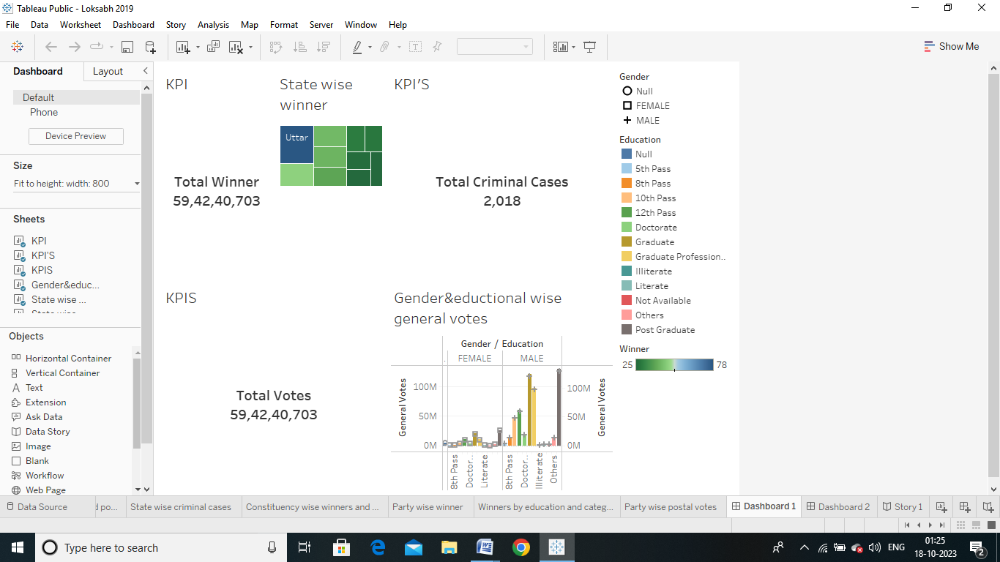 Tableau Public - Loksabh 2019
File Data Worksheet Dashboard Story Analysis Map Format Server Window Help
Show Me
Dashboard Layout
Default
Phone
Device Preview
Size
Fit to height: width: 800
Sheets
KPI
KPI'S
KPIS
Gender&educ...
State wise ...
Objects
Horizontal Container
Vertical Container
Text
Extension
Ask Data
Data Story
Image
Blank
Workflow
Web Page
KPI
Total Winner
59,42,40,703
State wise
winner
Uttar
KPI'S
Total Criminal Cases
2,018
KPIS
Total Votes
59,42,40,703
Gender&eductional wise
general votes
Gender / Education
. FEMALE MALE
General Votes
100M
50M
0M
100M
50M
0M
General Votes
8th Pass
Doctor..
Literate
8th Pass
Doctor..
Illiterate
Others
Gender
Null
FEMALE
MALE
Education
Null
5th Pass
8th Pass
10th Pass
12th Pass
Doctorate
Graduate
Graduate Profession..
Illiterate
Literate
Not Available
Others
Post Graduate
Winner
25 78
Data Source d po... State wise criminal cases Constituency wise winners and ... Party wise winner Winners by education and categ... Party wise postal votes Dashboard 1 Dashboard 2 Story 1
Type here to search
ENG
01:25
18-10-2023
2